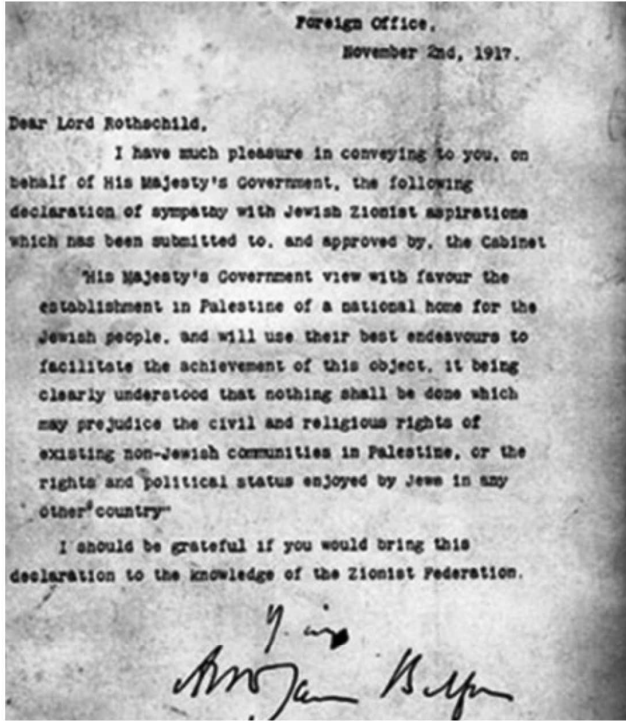 Foreign Office,
November 2nd, 1917.
Dear Lord Rothschild,
I have much pleasure in conveying to you, on
behalf of His Majesty's Government, the following
declaration of sympathy with Jewish Zionist aspirations
which has been submitted to, and approved by, the Cabinet
"His Majesty's Government view with favour the
establishment in Palestine of a national home for the
Jewish people, and will use their best endeavours to
facilitate the achievement of this object, it being
clearly understood that nothing shall be done which
may prejudice the civil and religious rights of
existing non-Jewish communities in Palestine, or the
rights and political status enjoyed by Jews in any
other country"
I should be grateful if you would bring this
declaration to the knowledge of the Zionist Federation.
Arthur James Balfour